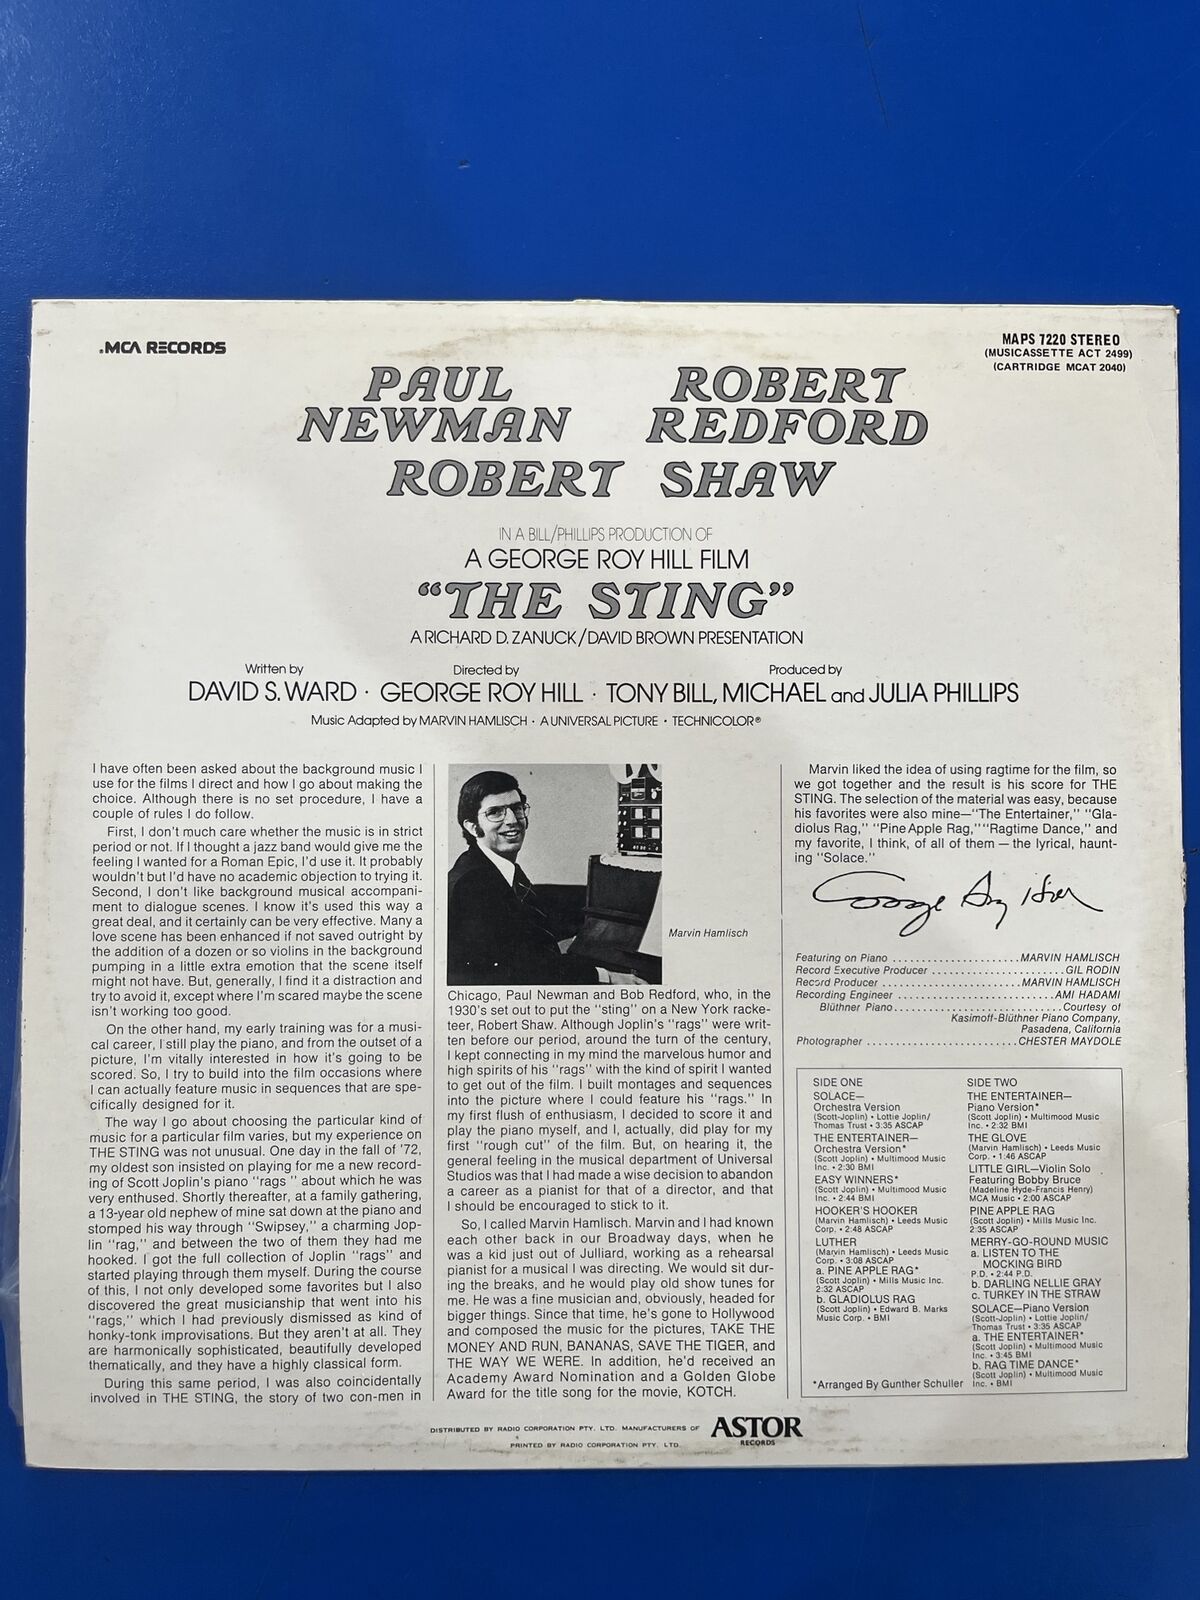 MCA RECORDS
MAPS 7220 STEREO
(MUSICASSETTE ACT 2499)
(CARTRIDGE MCAT 2040)
PAUL NEWMAN
ROBERT REDFORD
ROBERT SHAW
IN A BILL/PHILLIPS PRODUCTION OF
A GEORGE ROY HILL FILM
“THE STING”
A RICHARD D. ZANUCK/DAVID BROWN PRESENTATION
Written by
DAVID S. WARD ·
Directed by
GEORGE ROY HILL ·
Produced by
TONY BILL, MICHAEL and JULIA PHILLIPS
Music Adapted by MARVIN HAMLISCH · A UNIVERSAL PICTURE · TECHNICOLOR®
I have often been asked about the background music I
use for the films I direct and how I go about making the
choice. Although there is no set procedure, I have a
couple of rules I do follow.
First, I don't much care whether the music is in strict
period or not. If I thought a jazz band would give me the
feeling I wanted for a Roman Epic, I'd use it. It probably
wouldn't but I'd have no academic objection to trying it.
Second, I don't like background musical accompani-
ment to dialogue scenes. I know it's used this way a
great deal, and it certainly can be very effective. Many a
love scene has been enhanced if not saved outright by
the addition of a dozen or so violins in the background
pumping in a little extra emotion that the scene itself
might not have. But, generally, I find it a distraction and
try to avoid it, except where I'm scared maybe the scene
isn't working too good.
On the other hand, my early training was for a musi-
cal career, I still play the piano, and from the outset of a
picture, I'm vitally interested in how it's going to be
scored. So, I try to build into the film occasions where
I can actually feature music in sequences that are spe-
cifically designed for it.
The way I go about choosing the particular kind of
music for a particular film varies, but my experience on
THE STING was not unusual. One day in the fall of '72,
my oldest son insisted on playing for me a new record-
ing of Scott Joplin's piano "rags " about which he was
very enthused. Shortly thereafter, at a family gathering,
a 13-year old nephew of mine sat down at the piano and
stomped his way through "Swipsey," a charming Jop-
lin "rag," and between the two of them they had me
hooked. I got the full collection of Joplin "rags" and
started playing through them myself. During the course
of this, I not only developed some favorites but I also
discovered the great musicianship that went into his
"rags," which I had previously dismissed as kind of
honky-tonk improvisations. But they aren't at all. They
are harmonically sophisticated, beautifully developed
thematically, and they have a highly classical form.
During this same period, I was also coincidentally
involved in THE STING, the story of two con-men in
Marvin Hamlisch
Chicago, Paul Newman and Bob Redford, who, in the
1930's set out to put the "sting" on a New York racke-
teer, Robert Shaw. Although Joplin's "rags" were writ-
ten before our period, around the turn of the century,
I kept connecting in my mind the marvelous humor and
high spirits of his "rags" with the kind of spirit I wanted
to get out of the film. I built montages and sequences
into the picture where I could feature his "rags." In
my first flush of enthusiasm, I decided to score it and
play the piano myself, and I, actually, did play for my
first "rough cut" of the film. But, on hearing it, the
general feeling in the musical department of Universal
Studios was that I had made a wise decision to abandon
a career as a pianist for that of a director, and that
I should be encouraged to stick to it.
So, I called Marvin Hamlisch. Marvin and I had known
each other back in our Broadway days, when he
was a kid just out of Julliard, working as a rehearsal
pianist for a musical I was directing. We would sit dur-
ing the breaks, and he would play old show tunes for
me. He was a fine musician and, obviously, headed for
bigger things. Since that time, he's gone to Hollywood
and composed the music for the pictures, TAKE THE
MONEY AND RUN, BANANAS, SAVE THE TIGER, and
THE WAY WE WERE. In addition, he'd received an
Academy Award Nomination and a Golden Globe
Award for the title song for the movie, KOTCH.
Marvin liked the idea of using ragtime for the film, so
we got together and the result is his score for THE
STING. The selection of the material was easy, because
his favorites were also mine—"The Entertainer," "Gla-
diolus Rag," "Pine Apple Rag," "Ragtime Dance," and
my favorite, I think, of all of them — the lyrical, haunt-
ing "Solace."
George Roy Hill
Featuring on Piano ......................MARVIN HAMLISCH
Record Executive Producer .......................GIL RODIN
Record Producer ........................MARVIN HAMLISCH
Recording Engineer ...........................AMI HADAMI
Blüthner Piano..............................Courtesy of
Kasimoff-Blüthner Piano Company,
Pasadena, California
Photographer ...........................CHESTER MAYDOLE
SIDE ONE
SOLACE—
Orchestra Version
(Scott-Joplin) • Lottie Joplin/
Thomas Trust • 3:35 ASCAP
THE ENTERTAINER—
Orchestra Version*
(Scott Joplin) • Multimood Music
Inc. • 2:30 BMI
EASY WINNERS*
(Scott Joplin) • Multimood Music
Inc. • 2:44 BMI
HOOKER'S HOOKER
(Marvin Hamlisch) • Leeds Music
Corp. • 2:48 ASCAP
LUTHER
(Marvin Hamlisch) • Leeds Music
Corp. • 3:08 ASCAP
a. PINE APPLE RAG*
(Scott Joplin) • Mills Music Inc.
2:32 ASCAP
b. GLADIOLUS RAG
(Scott Joplin) • Edward B. Marks
Music Corp. • BMI
*Arranged By Gunther Schuller
SIDE TWO
THE ENTERTAINER—
Piano Version*
(Scott Joplin) • Multimood Music
Inc. • 2:32 BMI
THE GLOVE
(Marvin Hamlisch) • Leeds Music
Corp. • 1:46 ASCAP
LITTLE GIRL—Violin Solo
Featuring Bobby Bruce
(Madeline Hyde-Francis Henry)
MCA Music • 2:00 ASCAP
PINE APPLE RAG
(Scott Joplin) • Mills Music Inc.
2:35 ASCAP
MERRY-GO-ROUND MUSIC
a. LISTEN TO THE
MOCKING BIRD
P.D. • 2:44 P.D.
b. DARLING NELLIE GRAY
c. TURKEY IN THE STRAW
SOLACE—Piano Version
(Scott-Joplin) • Lottie Joplin/
Thomas Trust • 3:35 ASCAP
a. THE ENTERTAINER*
(Scott Joplin) • Multimood Music
Inc. • 3:45 BMI
b. RAG TIME DANCE*
(Scott Joplin) • Multimood Music
Inc. • BMI
DISTRIBUTED BY RADIO CORPORATION PTY. LTD. MANUFACTURERS OF
ASTOR
RECORDS
PRINTED BY RADIO CORPORATION PTY. LTD.